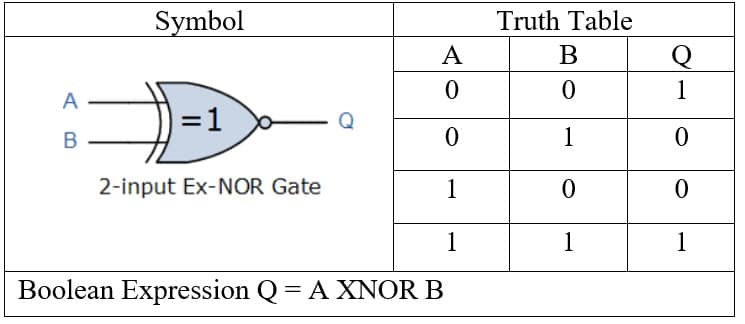 Symbol Truth Table
A B Q
A
B
=1
Q
2-input Ex-NOR Gate
0 0 1
0 1 0
1 0 0
1 1 1
Boolean Expression Q = A XNOR B